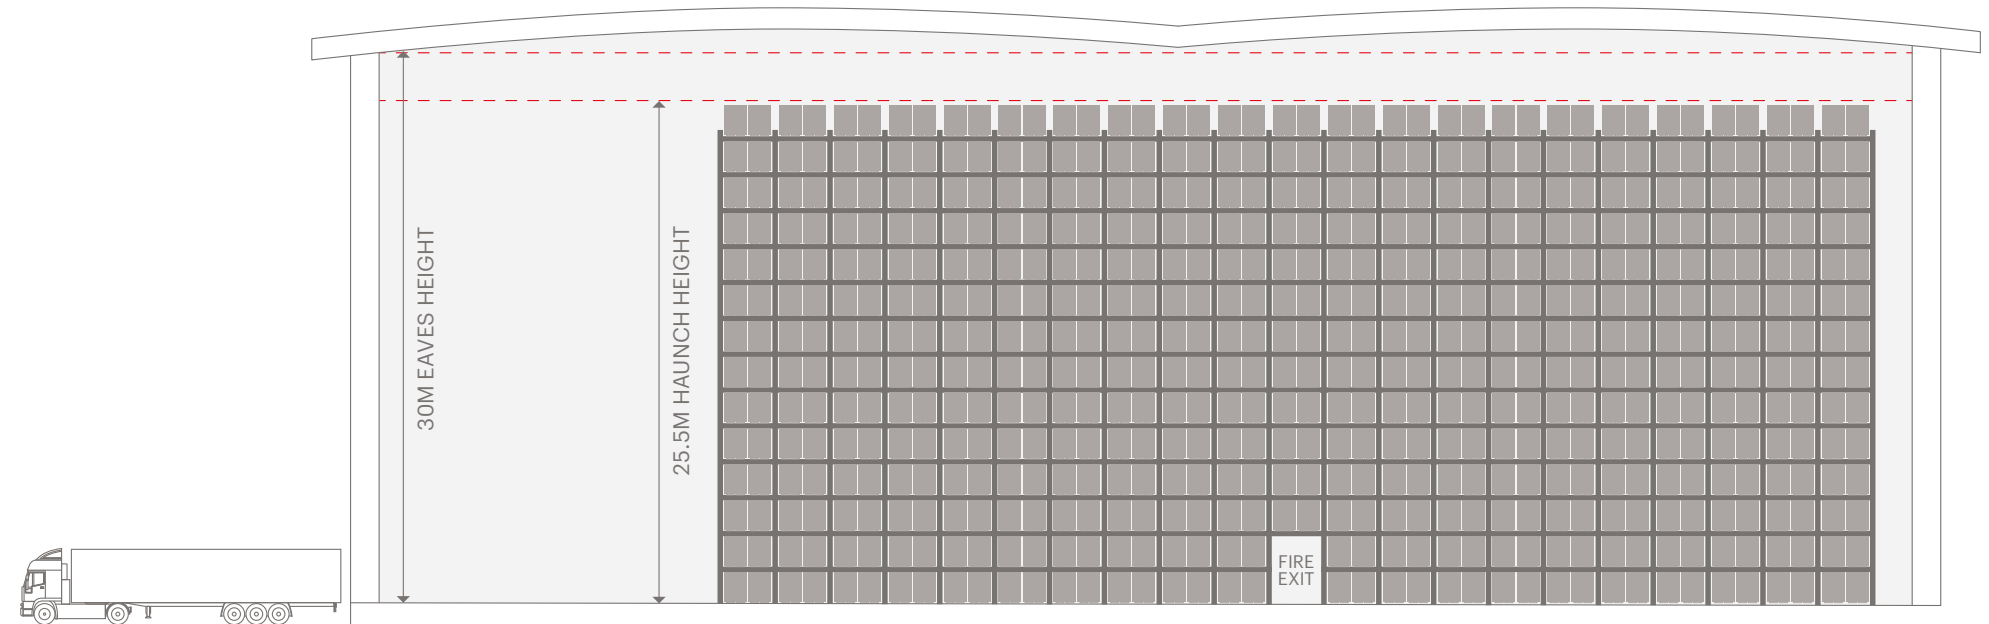 30M EAVES HEIGHT
25.5M HAUNCH HEIGHT
FIRE
EXIT